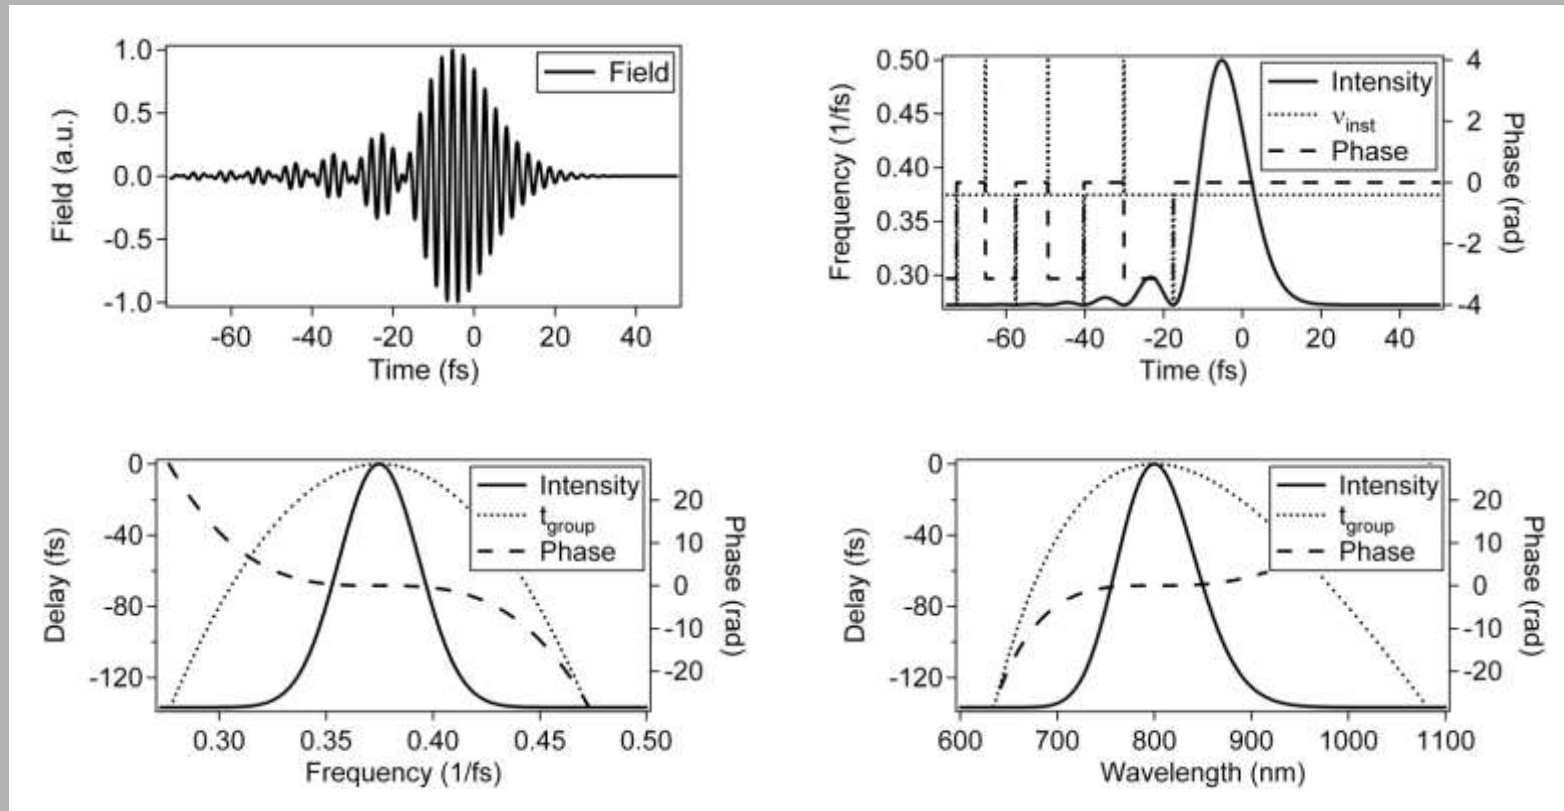 1.0
0.5
0.0
-0.5
-1.0
Field (a.u.)
Field
-60 -40 -20 0 20 40
Time (fs)
0.50
0.45
0.40
0.35
0.30
Frequency (1/fs)
Intensity
νinst
Phase
4
2
0
-2
-4
Phase (rad)
-60 -40 -20 0 20 40
Time (fs)
0
-40
-80
-120
Delay (fs)
Intensity
tgroup
Phase
20
10
0
-10
-20
Phase (rad)
0.30 0.35 0.40 0.45 0.50
Frequency (1/fs)
0
-40
-80
-120
Delay (fs)
Intensity
tgroup
Phase
20
10
0
-10
-20
Phase (rad)
600 700 800 900 1000 1100
Wavelength (nm)